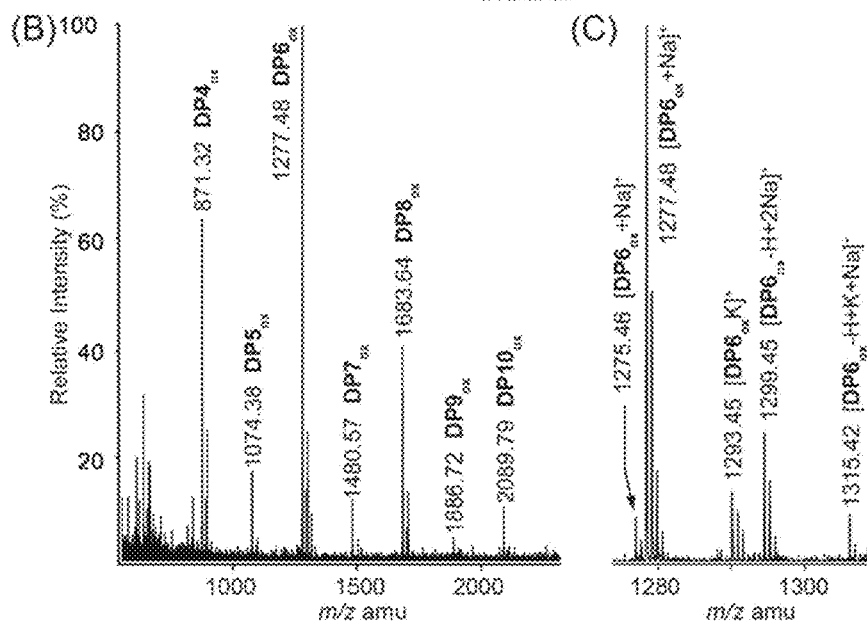 (B)
100
80
60
40
20
Relative Intensity (%)
871.32 DP4ox
1074.38 DP5ox
1277.48 DP6ox
1480.57 DP7ox
1683.64 DP8ox
1886.72 DP9ox
2089.79 DP10ox
1000
1500
2000
m/z amu
(C)
1275.46 [DP6ox+Na]+
1277.48 [DP6ox+Na]+
1293.45 [DP6ox K]+
1299.45 [DP6ox-H+2Na]+
1315.42 [DP6ox-H+K+Na]+
1280
1300
m/z amu